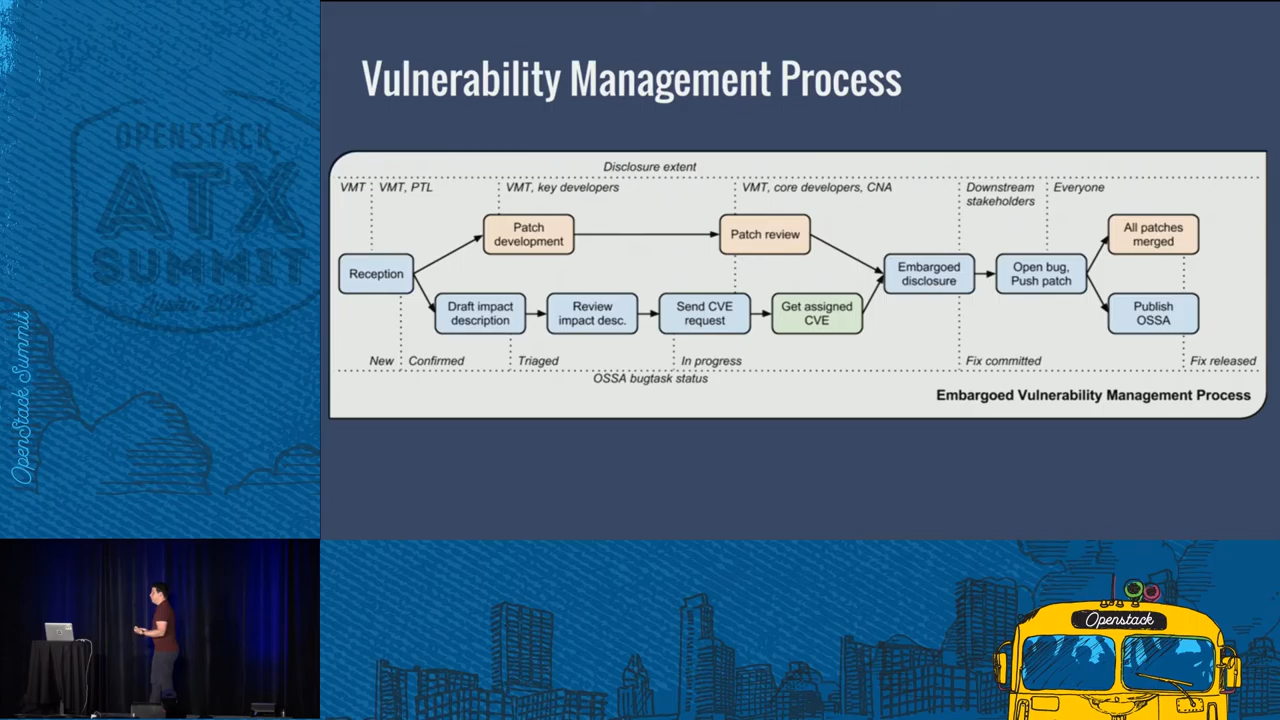 Vulnerability Management Process
Disclosure extent
VMT
VMT, PTL
VMT, key developers
VMT, core developers, CNA
Downstream
stakeholders
Everyone
Patch
development
Patch review
All patches
merged
Reception
Embargoed
disclosure
Open bug,
Push patch
Draft impact
description
Review
impact desc.
Send CVE
request
Get assigned
CVE
Publish
OSSA
New
Confirmed
Triaged
In progress
Fix committed
Fix released
OSSA bugtask status
Embargoed Vulnerability Management Process
OPENSTACK
ATX
SUMMIT
OpenStack Summit
Openstack